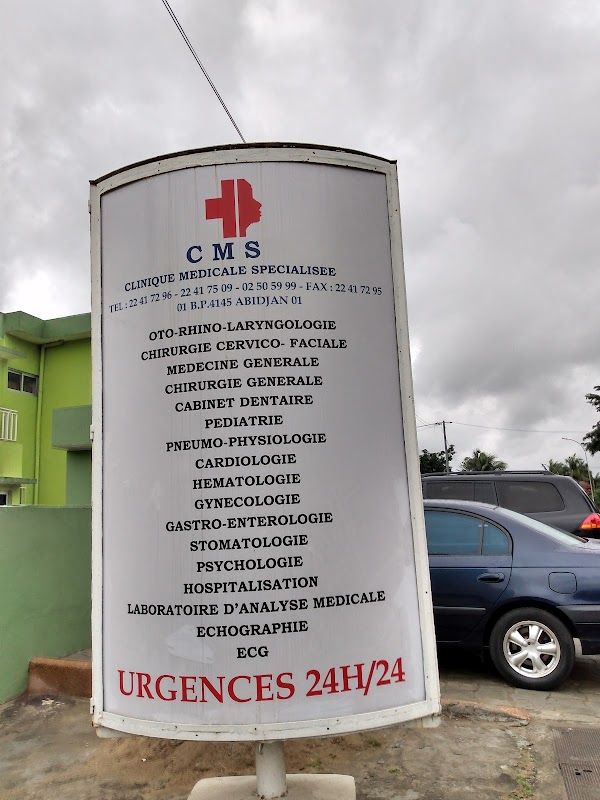 CMS
CLINIQUE MEDICALE SPECIALISEE
TEL : 22 41 72 96 - 22 41 75 09 - 02 50 59 99 - FAX : 22 41 72 95
01 B.P.4145 ABIDJAN 01
OTO-RHINO-LARYNGOLOGIE
CHIRURGIE CERVICO- FACIALE
MEDECINE GENERALE
CHIRURGIE GENERALE
CABINET DENTAIRE
PEDIATRIE
PNEUMO-PHYSIOLOGIE
CARDIOLOGIE
HEMATOLOGIE
GYNECOLOGIE
GASTRO-ENTEROLOGIE
STOMATOLOGIE
PSYCHOLOGIE
HOSPITALISATION
LABORATOIRE D'ANALYSE MEDICALE
ECHOGRAPHIE
ECG
URGENCES 24H/24